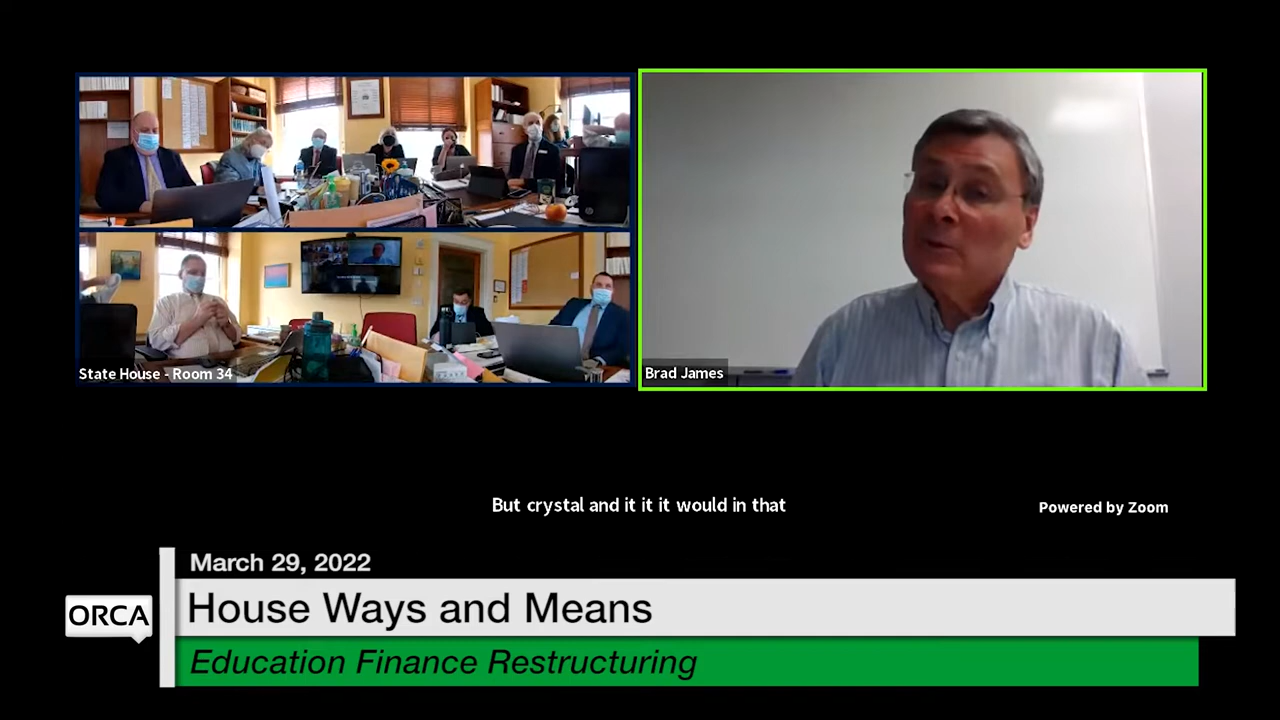 State House - Room 34
Brad James
But crystal and it it it would in that
Powered by Zoom
March 29, 2022
ORCA
House Ways and Means
Education Finance Restructuring